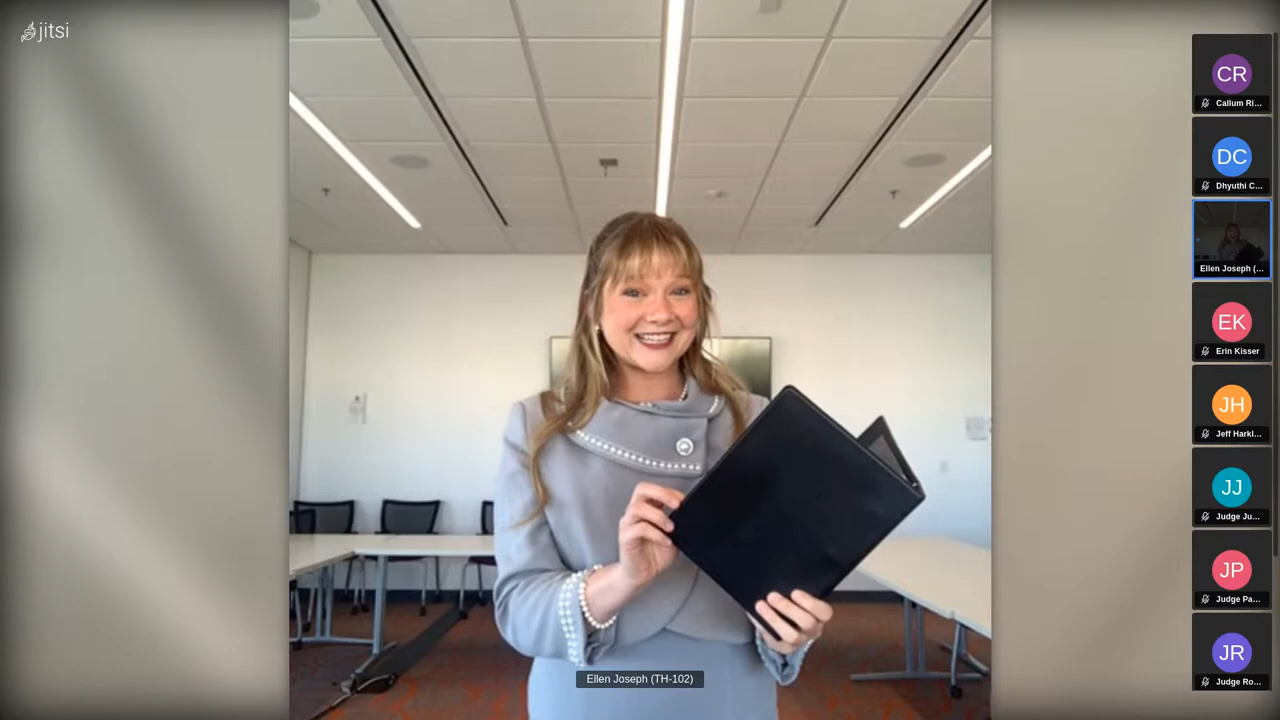 jitsi
CR
Callum Ri...
DC
Dhyuthi C...
Ellen Joseph (...
EK
Erin Kisser
JH
Jeff Harkl...
JJ
Judge Ju...
JP
Judge Pa...
JR
Judge Ro...
Ellen Joseph (TH-102)